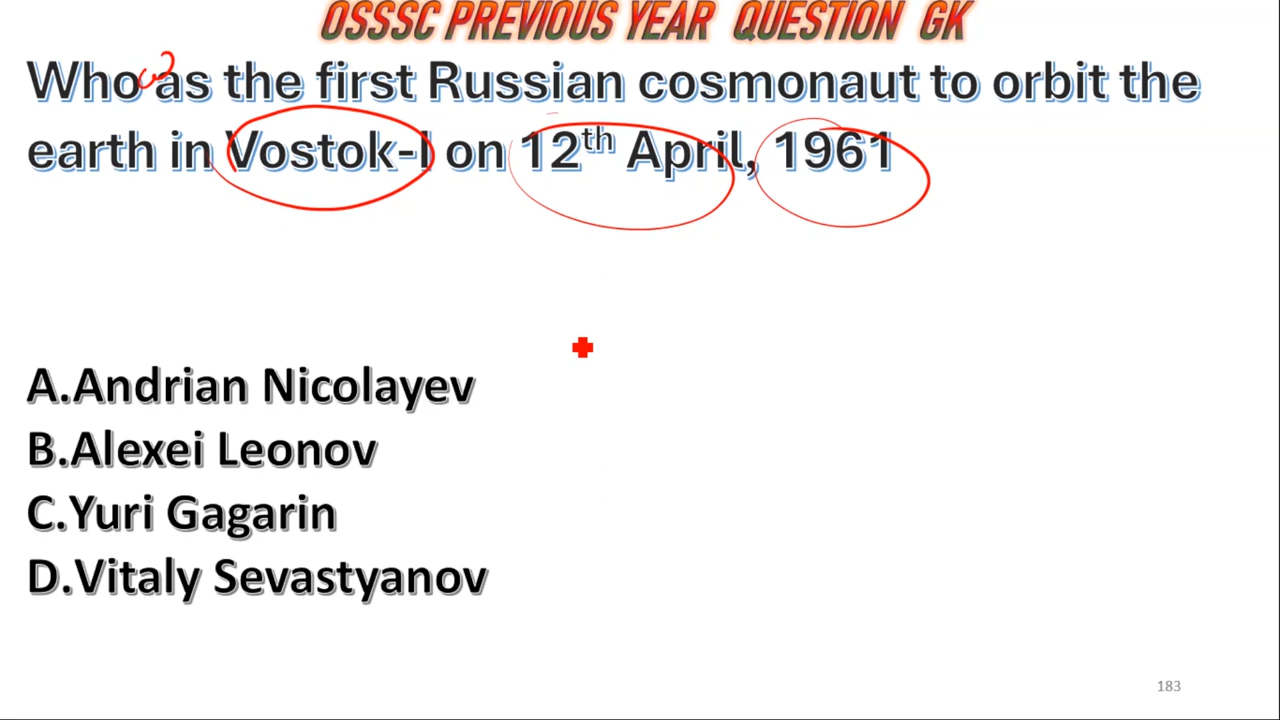 OSSSC PREVIOUS YEAR QUESTION GK
Who was the first Russian cosmonaut to orbit the
earth in Vostok-I on 12th April, 1961
A.Andrian Nicolayev
B.Alexei Leonov
C.Yuri Gagarin
D.Vitaly Sevastyanov
183